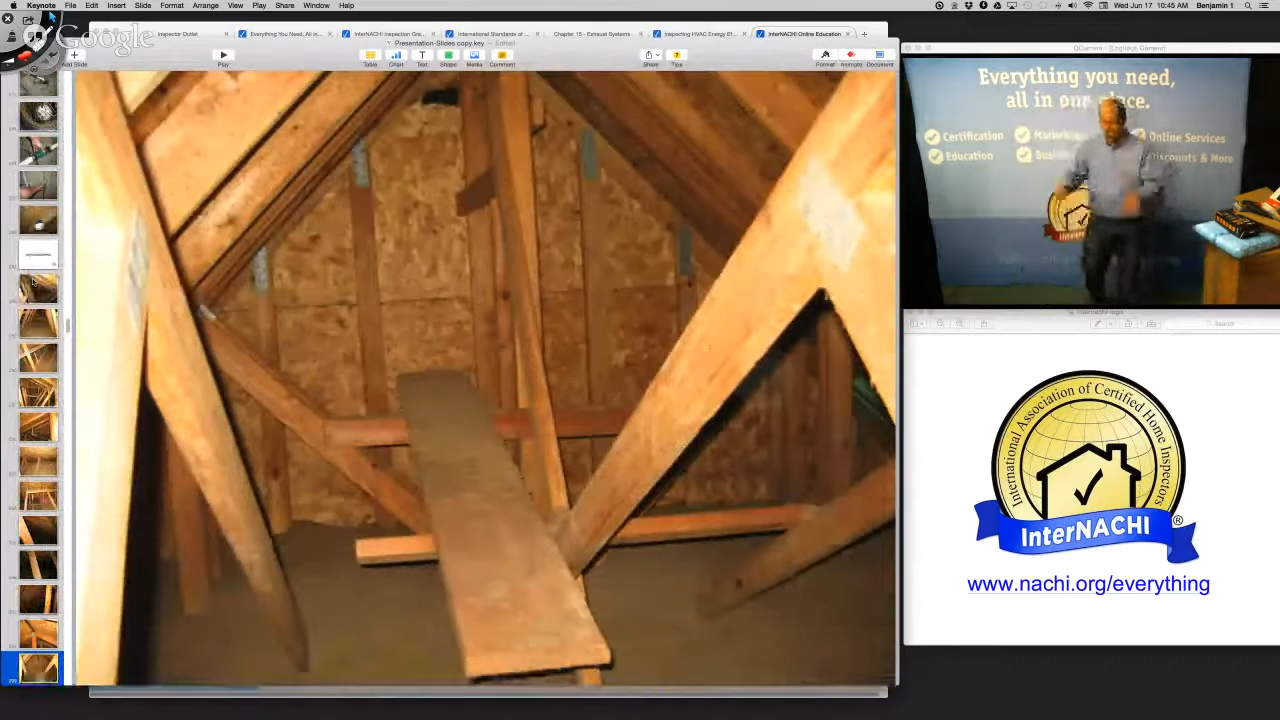 Keynote File Edit Insert Slide Format Arrange View Play Share Window Help
Wed Jun 17 10:45 AM Benjamin 1
Google
Inspector Outlet
Everything You Need, All in...
InterNACHI Inspection Gra...
International Standards of ...
Chapter 15 - Exhaust Systems
Inspecting HVAC Energy Ef...
InterNACHI Online Education
Presentation-Slides copy.key — Edited
Add Slide
Play
Table Chart Text Shape Media Comment
Share Tips
Format Animate Document
Everything you need,
all in our place.
Certification
Online Services
Education
Discounts & More
Search
International Association of Certified Home Inspectors
InterNACHI ®
www.nachi.org/everything